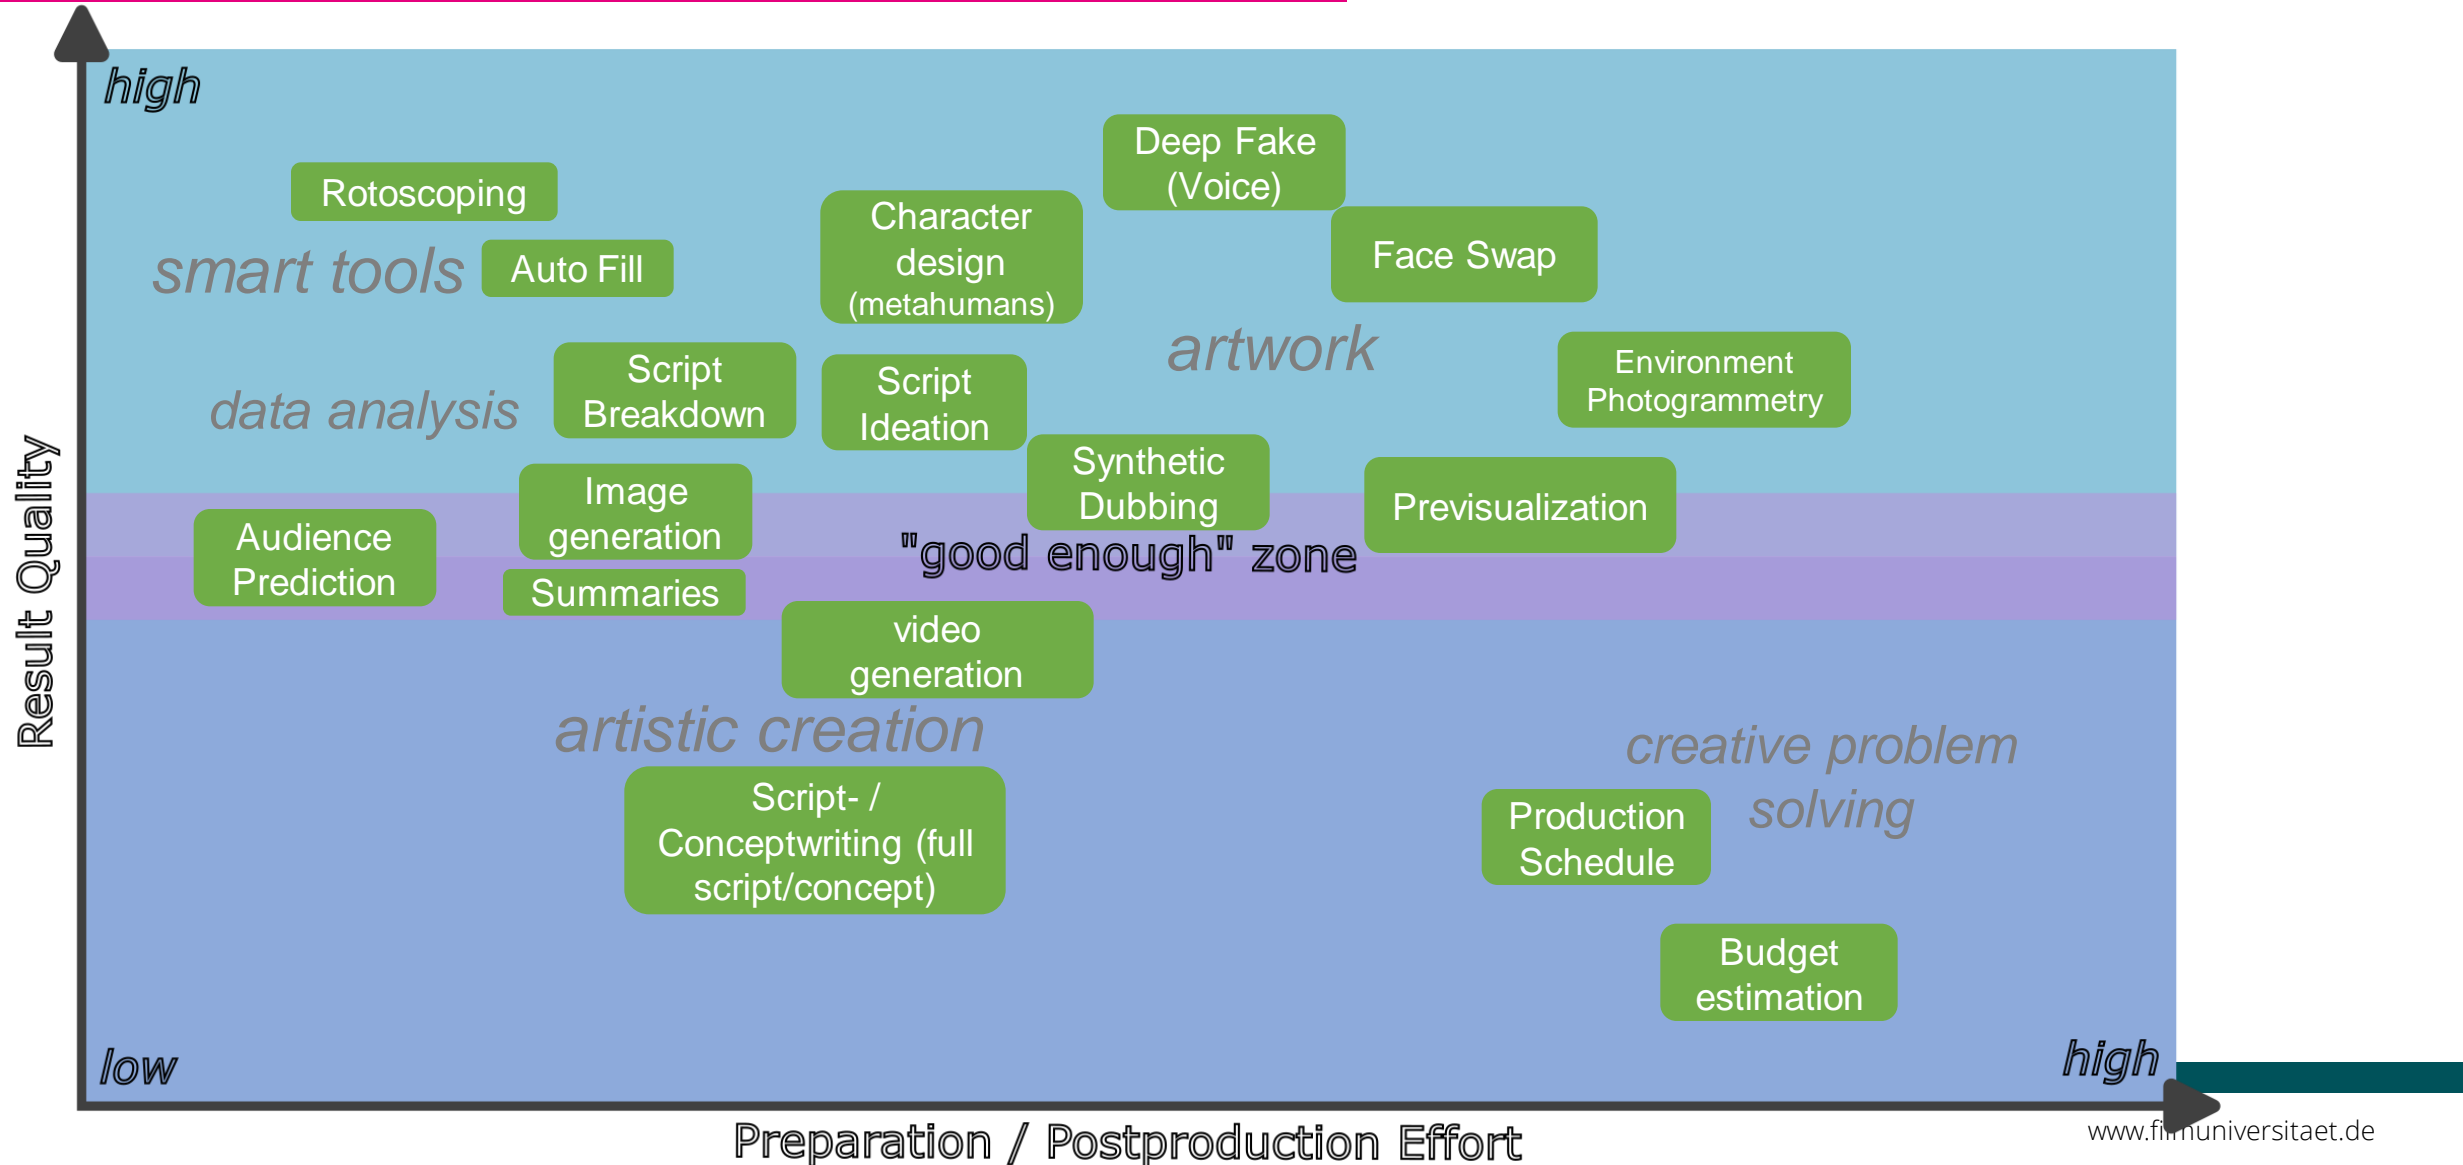 high
Deep Fake
(Voice)
Rotoscoping
Character
design
(metahumans)
Face Swap
smart tools
Auto Fill
artwork
Script
Breakdown
Script
Ideation
Environment
Photogrammetry
data analysis
Synthetic
Dubbing
Image
generation
Previsualization
Audience
Prediction
"good enough" zone
Summaries
Result Quality
video
generation
artistic creation
creative problem
solving
Script- /
Conceptwriting (full
script/concept)
Production
Schedule
Budget
estimation
low
high
Preparation / Postproduction Effort
www.filmuniversitaet.de